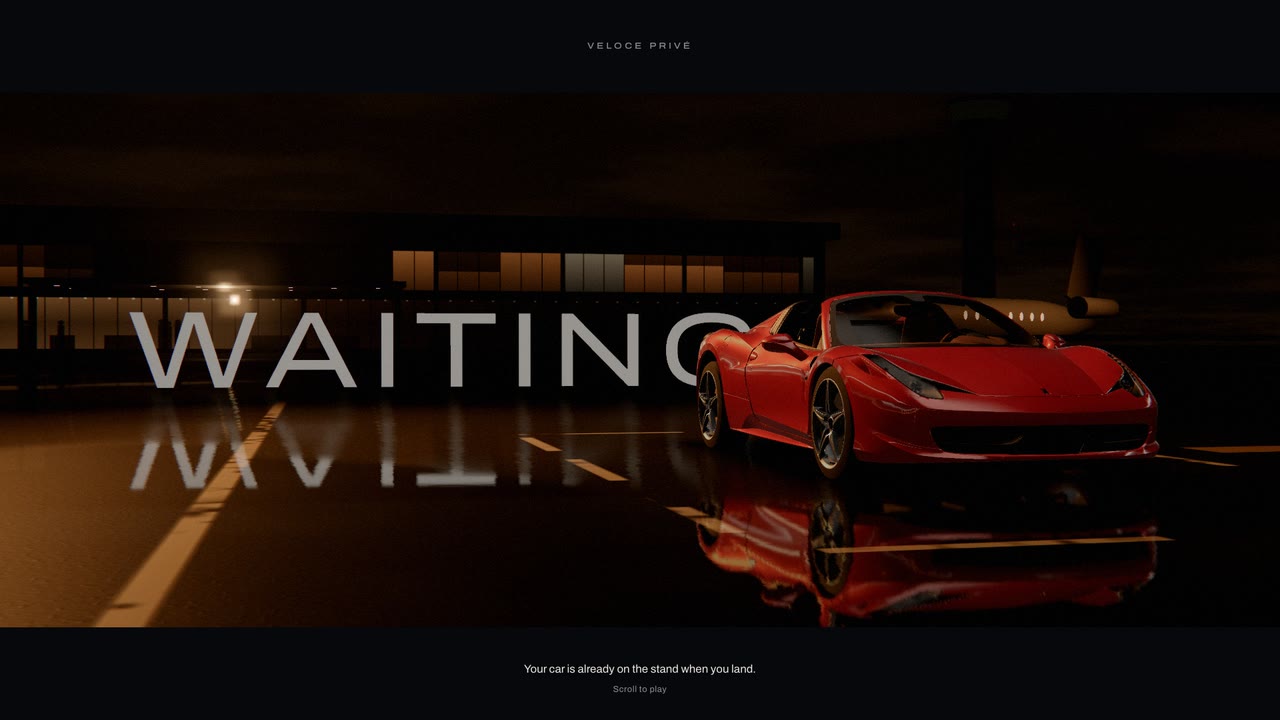 VELOCE PRIVÉ
WAITING
Your car is already on the stand when you land.
Scroll to play